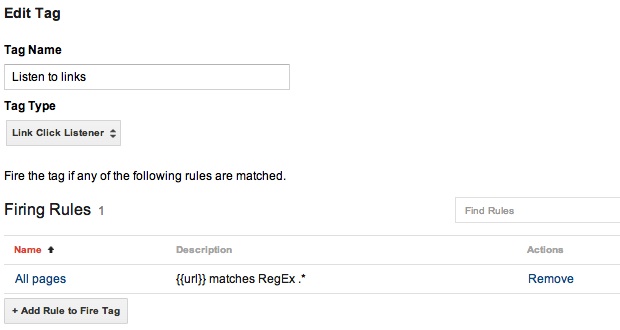 Edit Tag
Tag Name
Listen to links
Tag Type
Link Click Listener
Fire the tag if any of the following rules are matched.
Firing Rules 1
Find Rules
Name Description Actions
All pages {{url}} matches RegEx .* Remove
+ Add Rule to Fire Tag